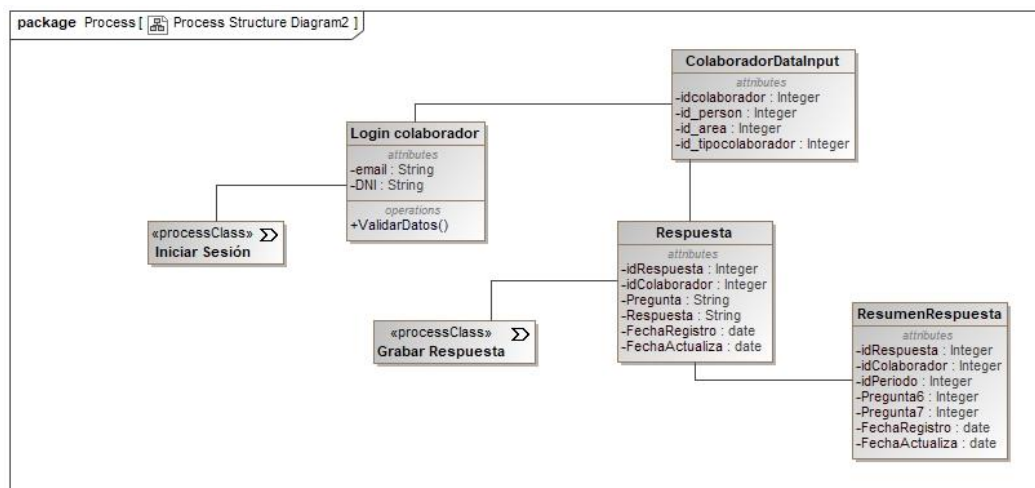 package Process [ Process Structure Diagram2 ]
ColaboradorDataInput
attributes
-idcolaborador : Integer
-id_person : Integer
-id_area : Integer
-id_tipocolaborador : Integer
Login colaborador
attributes
-email : String
-DNI : String
operations
+ValidarDatos()
«processClass»
Iniciar Sesión
Respuesta
attributes
-idRespuesta : Integer
-idColaborador : Integer
-Pregunta : String
-Respuesta : String
-FechaRegistro : date
-FechaActualiza : date
«processClass»
Grabar Respuesta
ResumenRespuesta
attributes
-idRespuesta : Integer
-idColaborador : Integer
-idPeriodo : Integer
-Pregunta6 : Integer
-Pregunta7 : Integer
-FechaRegistro : date
-FechaActualiza : date